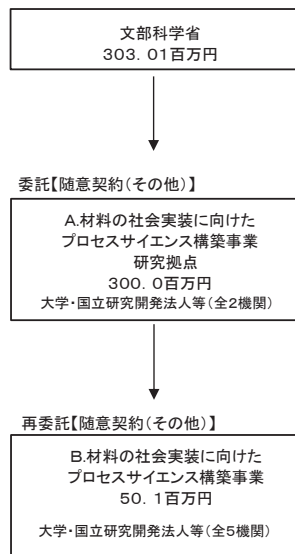 文部科学省
303. 01百万円
委託【随意契約(その他)】
A.材料の社会実装に向けた
プロセスサイエンス構築事業
研究拠点
300. 0百万円
大学・国立研究開発法人等(全2機関)
再委託【随意契約(その他)】
B.材料の社会実装に向けた
プロセスサイエンス構築事業
50. 1百万円
大学・国立研究開発法人等(全5機関)